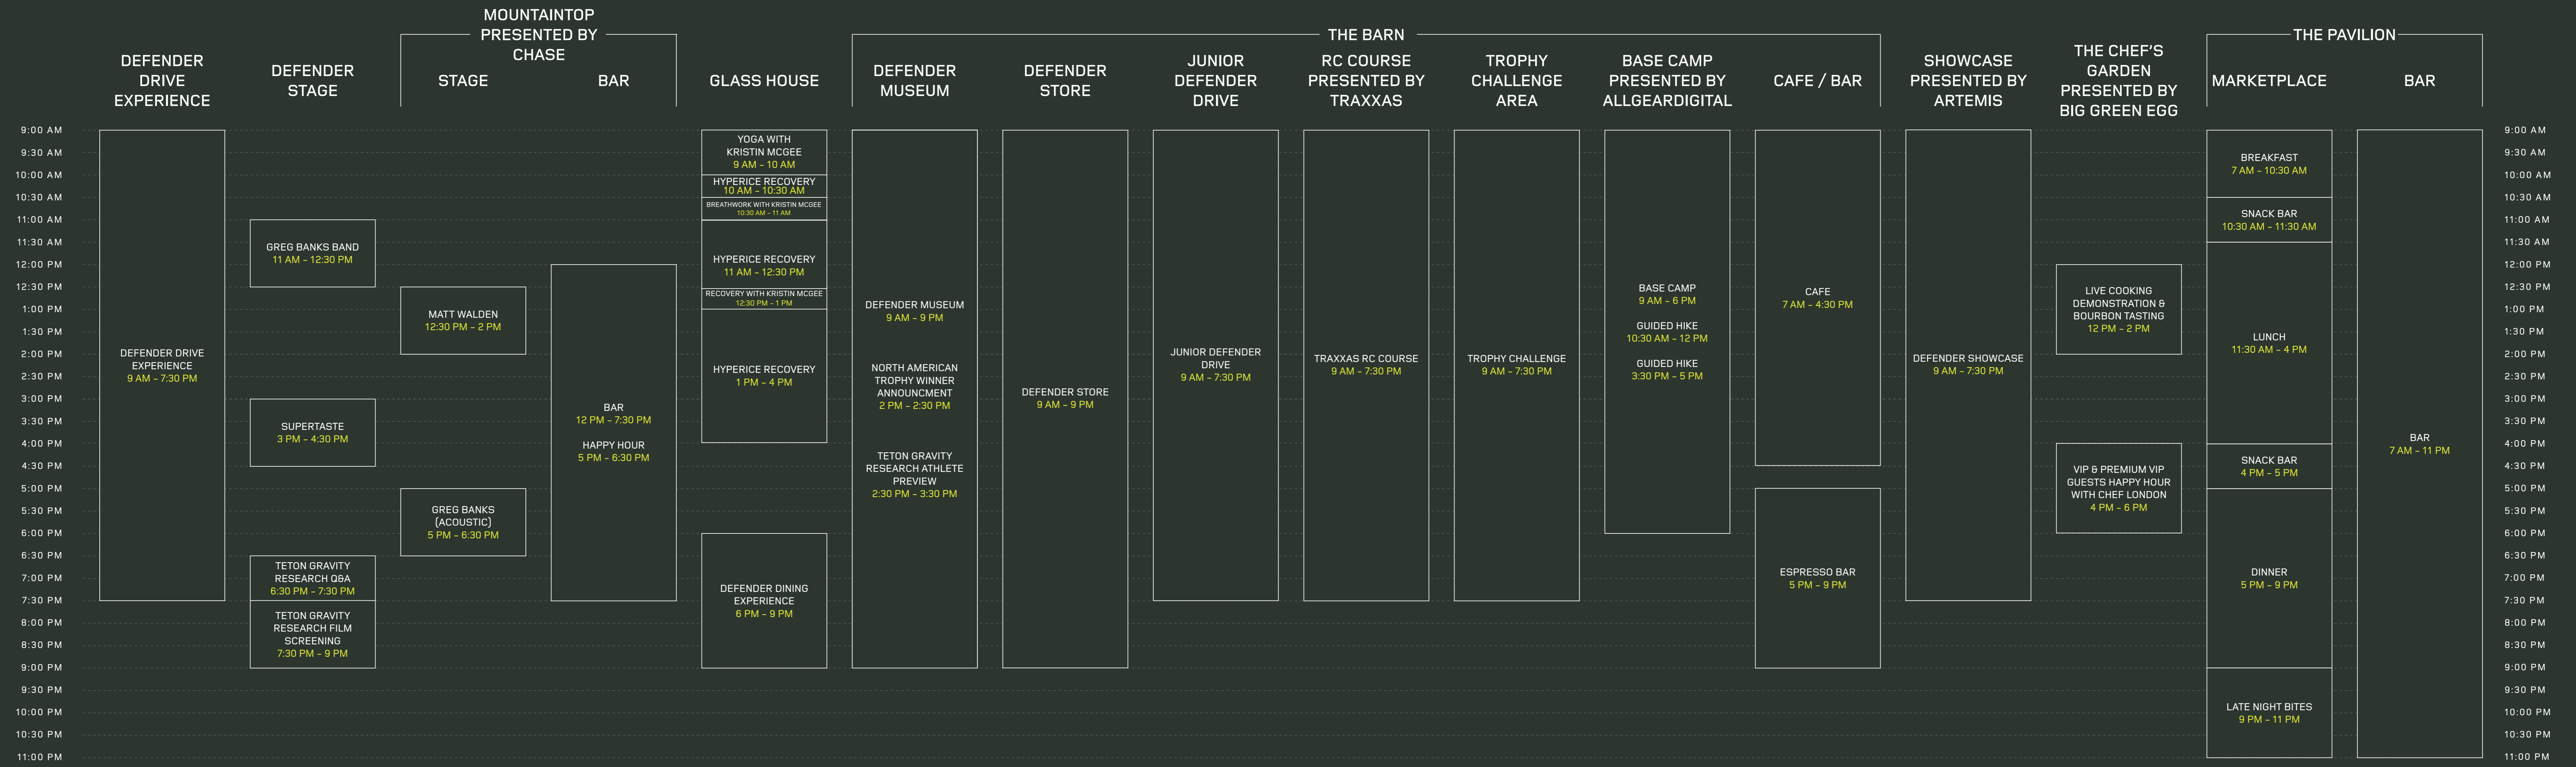 MOUNTAINTOP
PRESENTED BY
CHASE
THE BARN
THE PAVILION
DEFENDER
DRIVE
EXPERIENCE
DEFENDER
STAGE
STAGE
BAR
GLASS HOUSE
DEFENDER
MUSEUM
DEFENDER
STORE
JUNIOR
DEFENDER
DRIVE
RC COURSE
PRESENTED BY
TRAXXAS
TROPHY
CHALLENGE
AREA
BASE CAMP
PRESENTED BY
ALLGEARDIGITAL
CAFE / BAR
SHOWCASE
PRESENTED BY
ARTEMIS
THE CHEF'S
GARDEN
PRESENTED BY
BIG GREEN EGG
MARKETPLACE
BAR
9:00 AM
9:30 AM
10:00 AM
10:30 AM
11:00 AM
11:30 AM
12:00 PM
12:30 PM
1:00 PM
1:30 PM
2:00 PM
2:30 PM
3:00 PM
3:30 PM
4:00 PM
4:30 PM
5:00 PM
5:30 PM
6:00 PM
6:30 PM
7:00 PM
7:30 PM
8:00 PM
8:30 PM
9:00 PM
9:30 PM
10:00 PM
10:30 PM
11:00 PM
DEFENDER DRIVE
EXPERIENCE
9 AM – 7:30 PM
GREG BANKS BAND
11 AM – 12:30 PM
SUPERTASTE
3 PM – 4:30 PM
TETON GRAVITY
RESEARCH Q&A
6:30 PM – 7:30 PM
TETON GRAVITY
RESEARCH FILM
SCREENING
7:30 PM – 9 PM
MATT WALDEN
12:30 PM – 2 PM
GREG BANKS
(ACOUSTIC)
5 PM – 6:30 PM
BAR
12 PM – 7:30 PM
HAPPY HOUR
5 PM – 6:30 PM
YOGA WITH
KRISTIN MCGEE
9 AM – 10 AM
HYPERICE RECOVERY
10 AM – 10:30 AM
BREATHWORK WITH KRISTIN MCGEE
10:30 AM – 11 AM
HYPERICE RECOVERY
11 AM – 12:30 PM
RECOVERY WITH KRISTIN MCGEE
12:30 PM – 1 PM
HYPERICE RECOVERY
1 PM – 4 PM
DEFENDER DINING
EXPERIENCE
6 PM – 9 PM
DEFENDER MUSEUM
9 AM – 9 PM
NORTH AMERICAN
TROPHY WINNER
ANNOUNCMENT
2 PM – 2:30 PM
TETON GRAVITY
RESEARCH ATHLETE
PREVIEW
2:30 PM – 3:30 PM
DEFENDER STORE
9 AM – 9 PM
JUNIOR DEFENDER
DRIVE
9 AM – 7:30 PM
TRAXXAS RC COURSE
9 AM – 7:30 PM
TROPHY CHALLENGE
9 AM – 7:30 PM
BASE CAMP
9 AM – 6 PM
GUIDED HIKE
10:30 AM – 12 PM
GUIDED HIKE
3:30 PM – 5 PM
CAFE
7 AM – 4:30 PM
ESPRESSO BAR
5 PM – 9 PM
DEFENDER SHOWCASE
9 AM – 7:30 PM
LIVE COOKING
DEMONSTRATION &
BOURBON TASTING
12 PM – 2 PM
VIP & PREMIUM VIP
GUESTS HAPPY HOUR
WITH CHEF LONDON
4 PM – 6 PM
BREAKFAST
7 AM – 10:30 AM
SNACK BAR
10:30 AM – 11:30 AM
LUNCH
11:30 AM – 4 PM
SNACK BAR
4 PM – 5 PM
DINNER
5 PM – 9 PM
LATE NIGHT BITES
9 PM – 11 PM
BAR
7 AM – 11 PM
9:00 AM
9:30 AM
10:00 AM
10:30 AM
11:00 AM
11:30 AM
12:00 PM
12:30 PM
1:00 PM
1:30 PM
2:00 PM
2:30 PM
3:00 PM
3:30 PM
4:00 PM
4:30 PM
5:00 PM
5:30 PM
6:00 PM
6:30 PM
7:00 PM
7:30 PM
8:00 PM
8:30 PM
9:00 PM
9:30 PM
10:00 PM
10:30 PM
11:00 PM